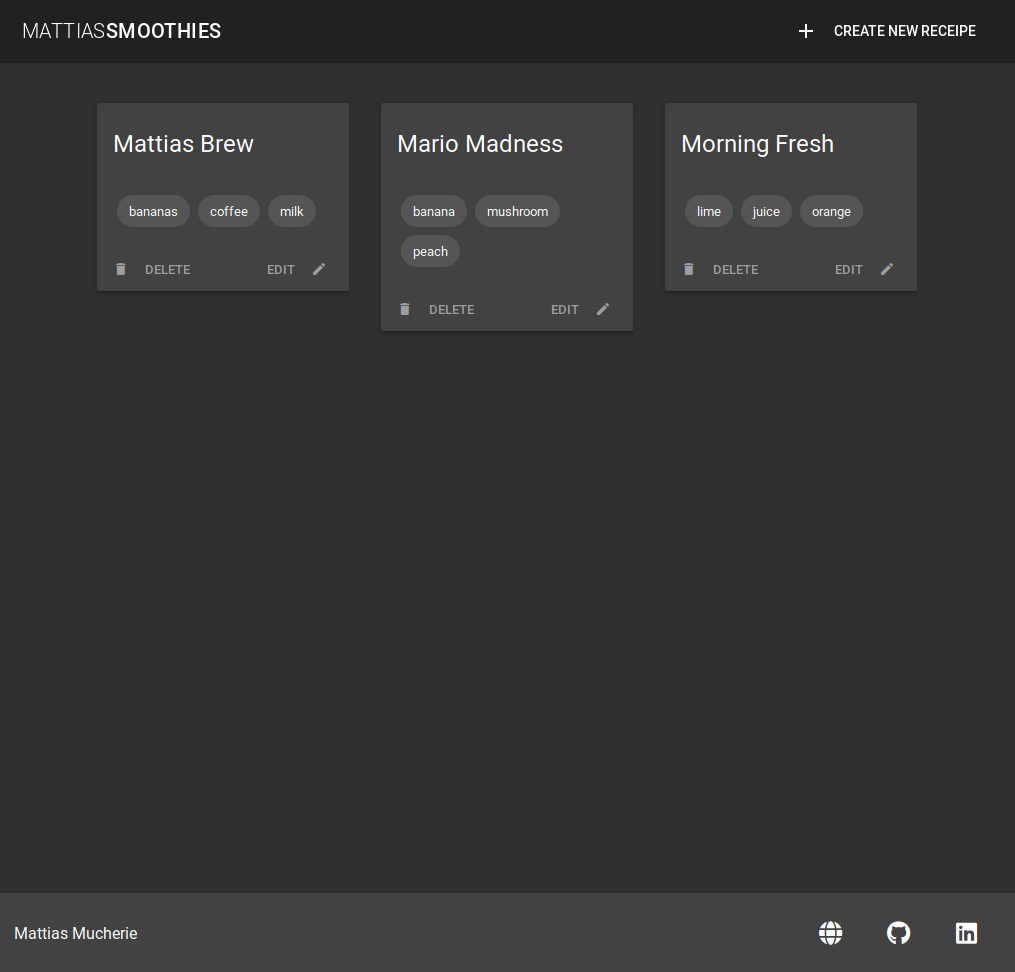 MATTIASSMOOTHIES
CREATE NEW RECEIPE
Mattias Brew
bananas coffee milk
DELETE EDIT
Mario Madness
banana mushroom
peach
DELETE EDIT
Morning Fresh
lime juice orange
DELETE EDIT
Mattias Mucherie